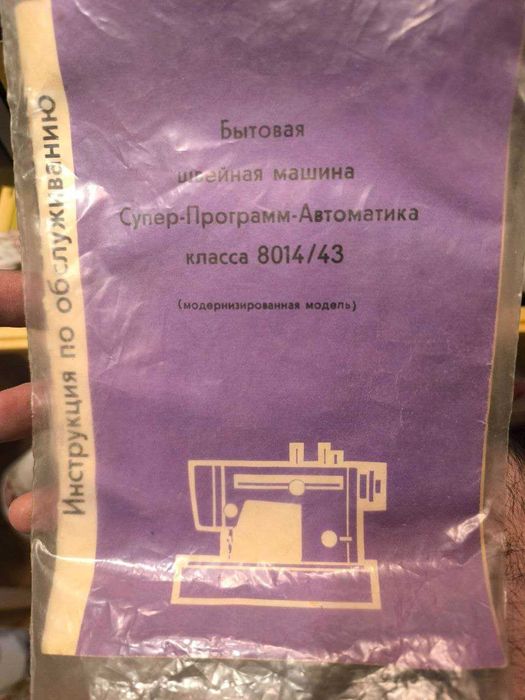 Инструкция по обслуживанию
Бытовая
швейная машина
Супер-Программ-Автоматика
класса 8014/43
(модернизированная модель)